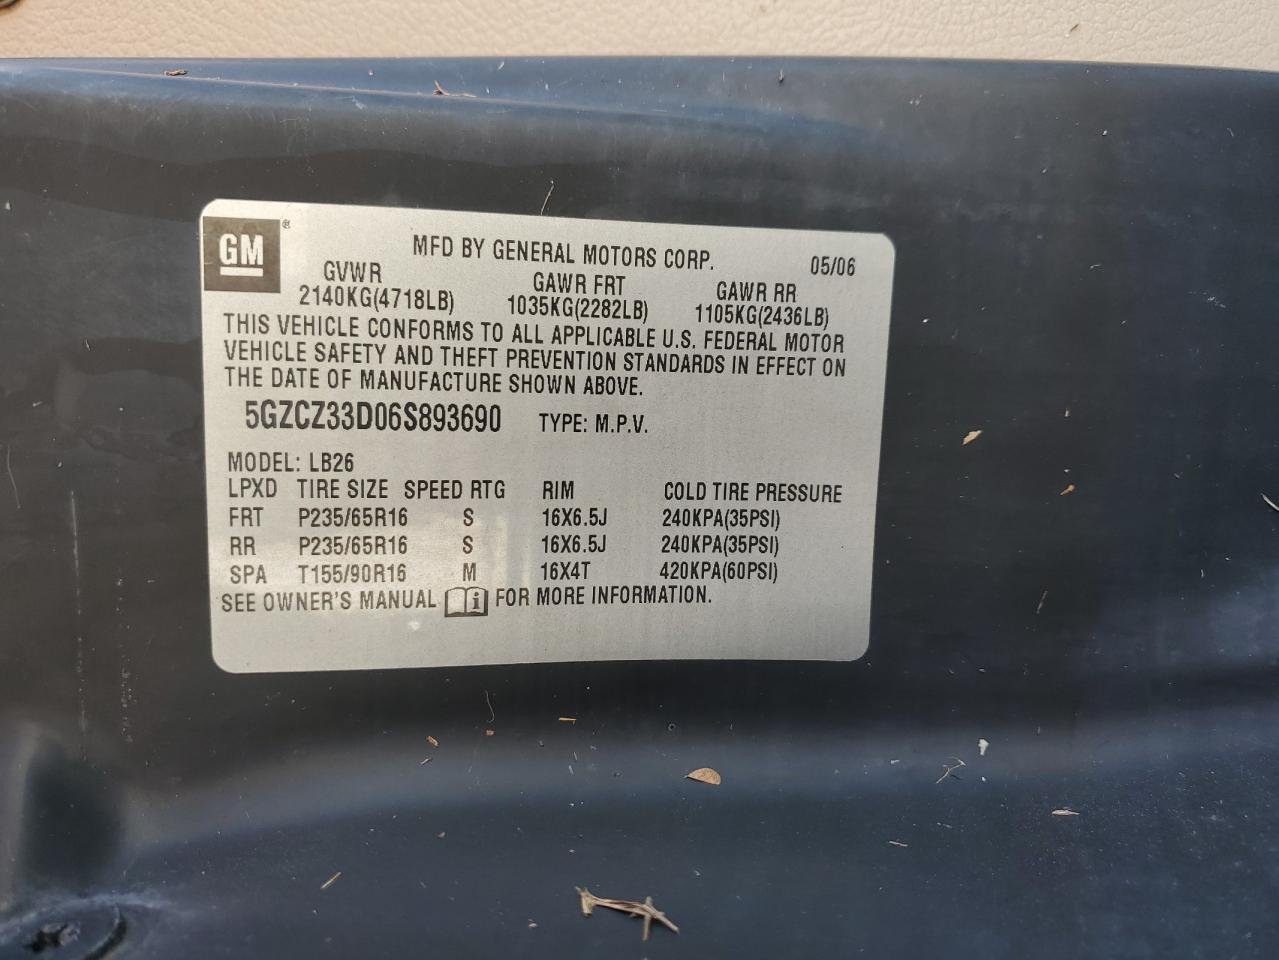 GM ®
MFD BY GENERAL MOTORS CORP. 05/06
GVWR GAWR FRT GAWR RR
2140KG(4718LB) 1035KG(2282LB) 1105KG(2436LB)
THIS VEHICLE CONFORMS TO ALL APPLICABLE U.S. FEDERAL MOTOR
VEHICLE SAFETY AND THEFT PREVENTION STANDARDS IN EFFECT ON
THE DATE OF MANUFACTURE SHOWN ABOVE.
5GZCZ33D06S893690 TYPE: M.P.V.
MODEL: LB26
LPXD TIRE SIZE SPEED RTG RIM COLD TIRE PRESSURE
FRT P235/65R16 S 16X6.5J 240KPA(35PSI)
RR P235/65R16 S 16X6.5J 240KPA(35PSI)
SPA T155/90R16 M 16X4T 420KPA(60PSI)
SEE OWNER'S MANUAL i FOR MORE INFORMATION.